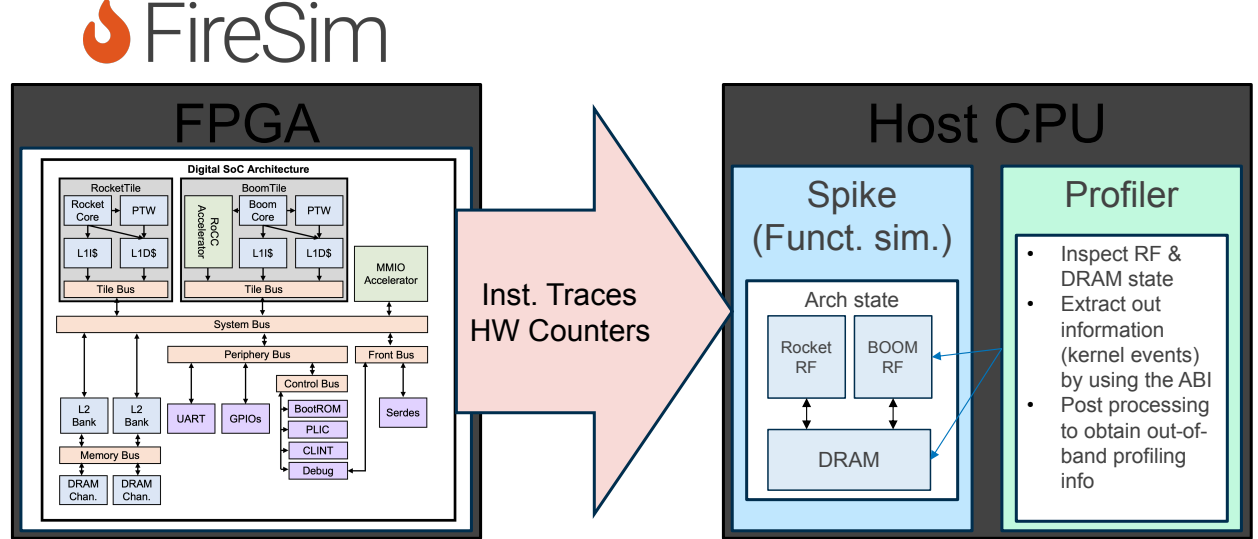 FireSim
FPGA
Digital SoC Architecture
RocketTile
Rocket
Core
PTW
L1I$
L1D$
Tile Bus
BoomTile
RoCC
Accelerator
Boom
Core
PTW
L1I$
L1D$
Tile Bus
MMIO
Accelerator
System Bus
Periphery Bus
Front Bus
Control Bus
L2
Bank
L2
Bank
UART
GPIOs
BootROM
PLIC
CLINT
Debug
Serdes
Memory Bus
DRAM
Chan.
DRAM
Chan.
Inst. Traces
HW Counters
Host CPU
Spike
(Funct. sim.)
Arch state
Rocket
RF
BOOM
RF
DRAM
Profiler
• Inspect RF &
DRAM state
• Extract out
information
(kernel events)
by using the ABI
• Post processing
to obtain out-of-
band profiling
info